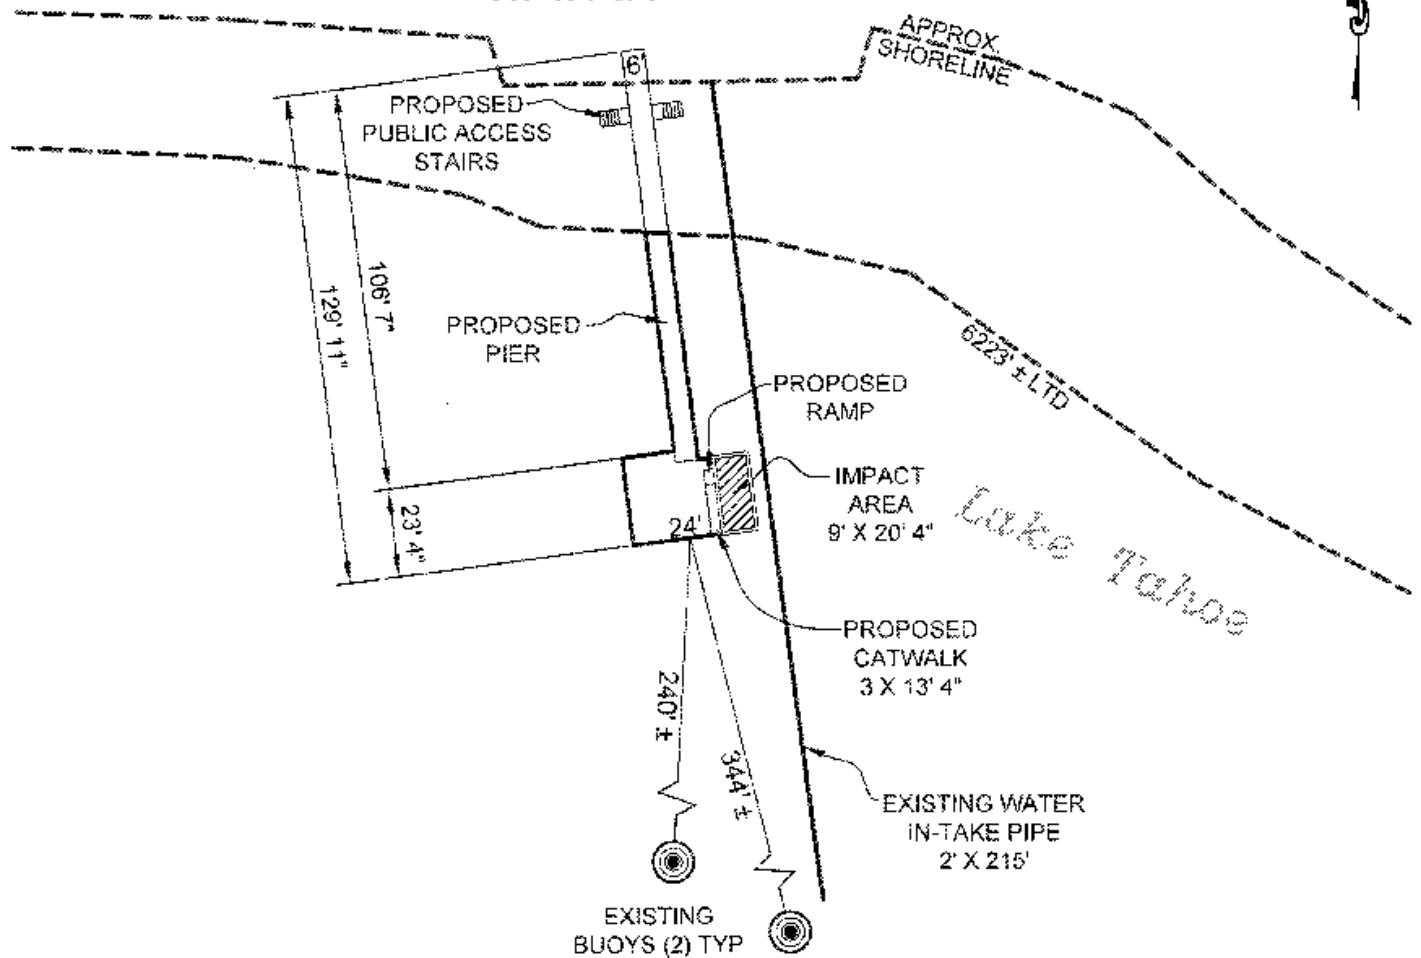 APPROX.
SHORELINE
6'
PROPOSED
PUBLIC ACCESS
STAIRS
106' 7"
129' 11"
PROPOSED
PIER
6223' ± LTD
PROPOSED
RAMP
IMPACT
AREA
9' X 20' 4"
Lake Tahoe
23' 4"
24'
PROPOSED
CATWALK
3 X 13' 4"
240' ±
344' ±
EXISTING WATER
IN-TAKE PIPE
2' X 215'
EXISTING
BUOYS (2) TYP